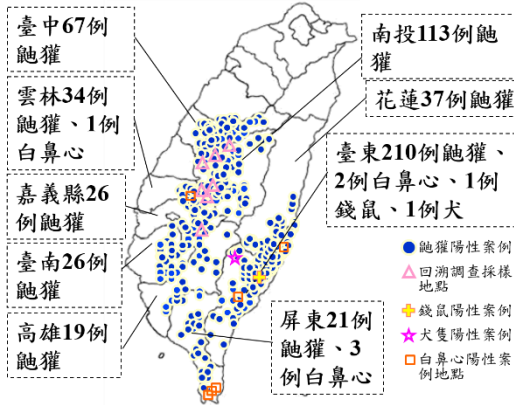 臺中67例
鼬獾
雲林34例
鼬獾、1例
白鼻心
嘉義縣26
例鼬獾
臺南26例
鼬獾
高雄19例
鼬獾
南投113例鼬
獾
花蓮37例鼬獾
臺東210例鼬獾、
2例白鼻心、1例
錢鼠、1例犬
屏東21例
鼬獾、3
例白鼻心
鼬獾陽性案例
回溯調查採樣
地點
錢鼠陽性案例
犬隻陽性案例
白鼻心陽性案
例地點